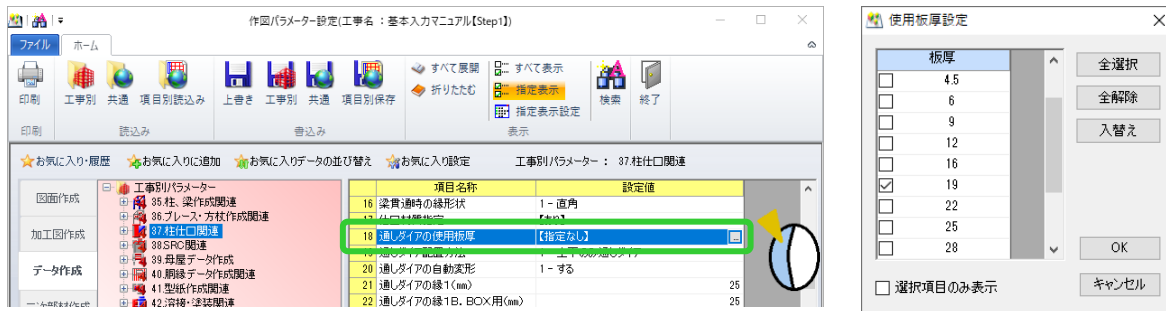 作図パラメーター設定(工事名 ：基本入力マニュアル【Step1】)
ファイル ホーム
印刷 工事別 共通 項目別読込み 上書き 工事別 共通 項目別保存 すべて展開 折りたたむ すべて表示 指定表示 指定表示設定 検索 終了
印刷 読込み 書込み 表示
お気に入り・履歴 お気に入りに追加 お気に入りデータの並び替え お気に入り設定 工事別パラメーター ： 37.柱仕口関連
図面作成
加工図作成
データ作成
工事別パラメーター
35.柱、梁作成関連
36.ブレース・方杖作成関連
37.柱仕口関連
38.SRC関連
39.母屋データ作成
40.胴縁データ作成関連
41.型紙作成関連
42.溶接・塗装関連
項目名称 設定値
16 梁貫通時の縁形状 1 - 直角
18 通しダイアの使用板厚 【指定なし】 ...
20 通しダイアの自動変形 1 - する
21 通しダイアの縁1(mm) 25
22 通しダイアの縁1B、BOX用(mm) 25
使用板厚設定
板厚
4.5
6
9
12
16
19
22
25
28
全選択
全解除
入替え
OK
キャンセル
選択項目のみ表示